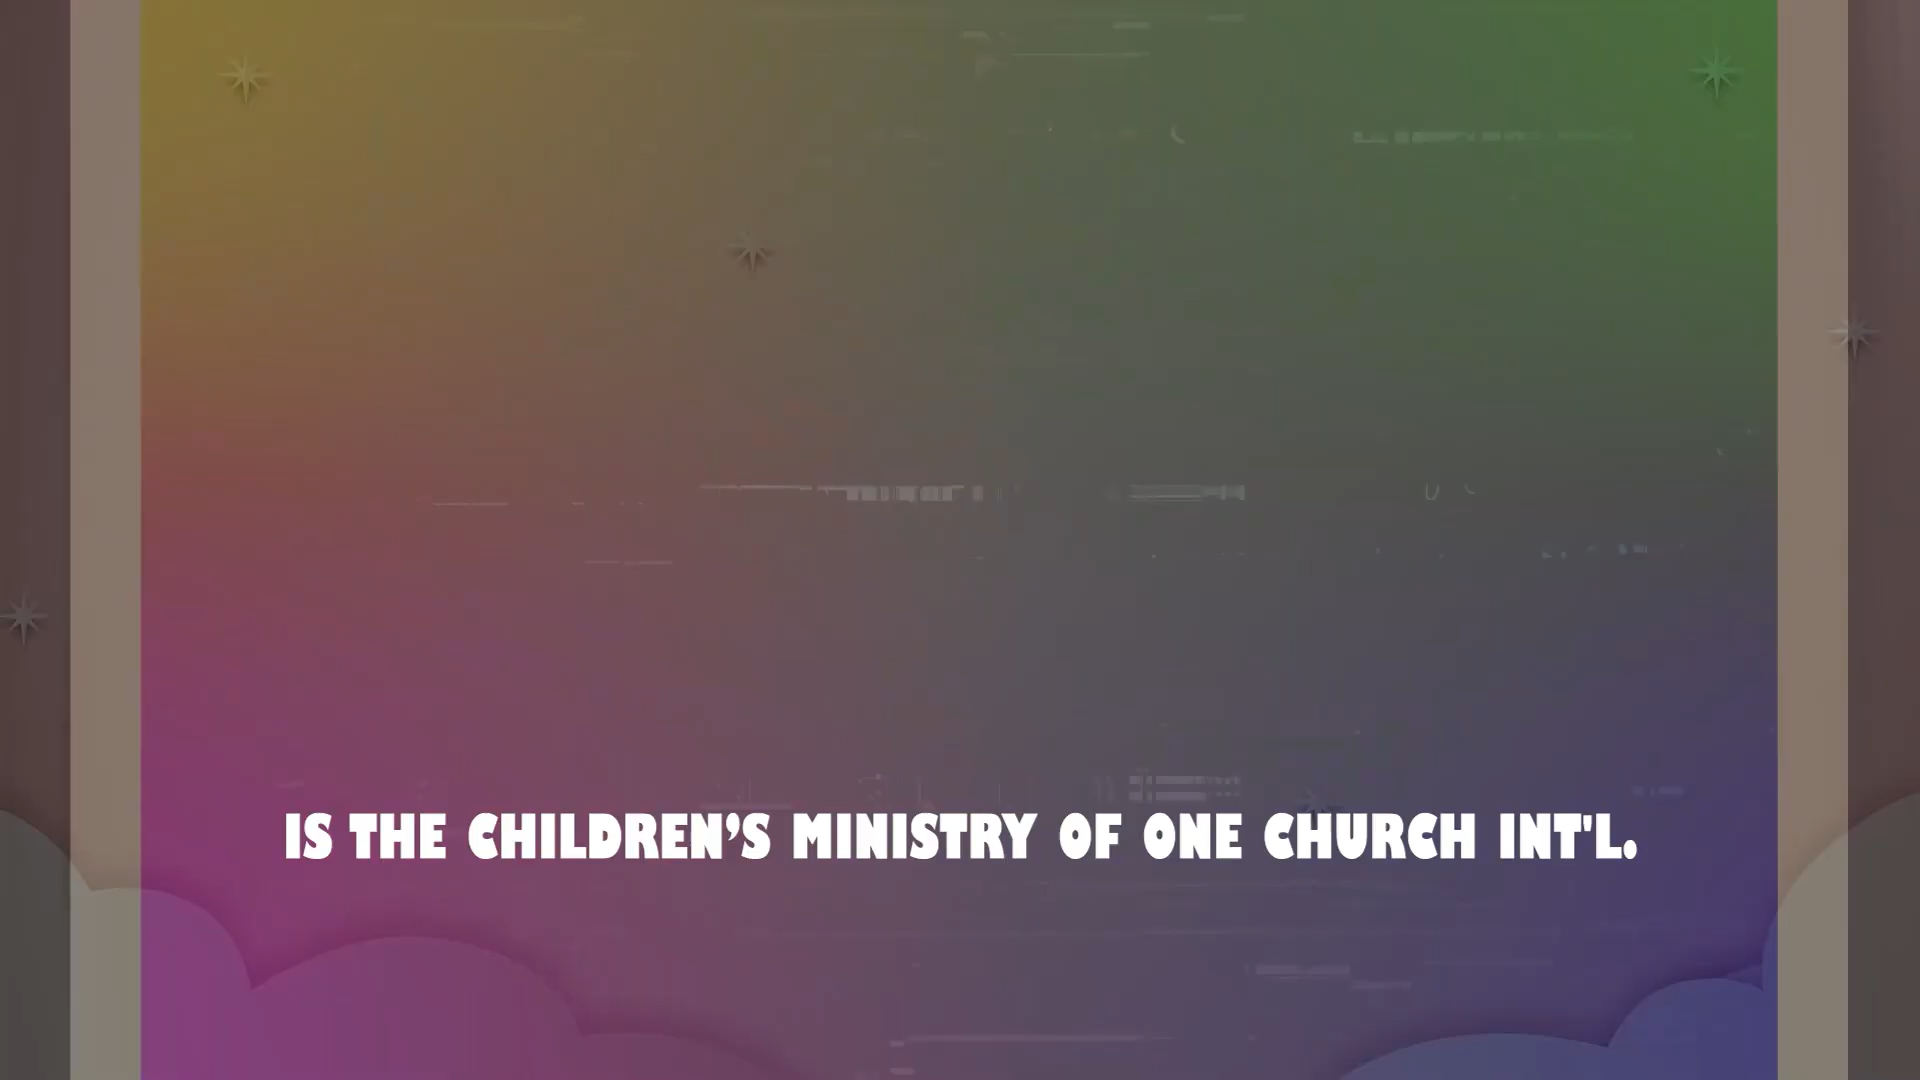 IS THE CHILDREN’S MINISTRY OF ONE CHURCH INT'L.